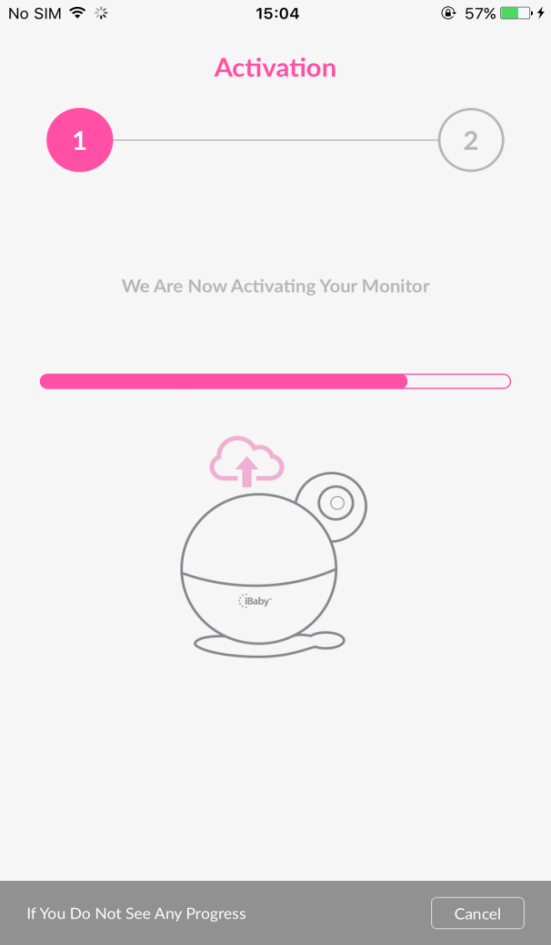 No SIM 15:04 57%
Activation
1 2
We Are Now Activating Your Monitor
iBaby™
If You Do Not See Any Progress Cancel